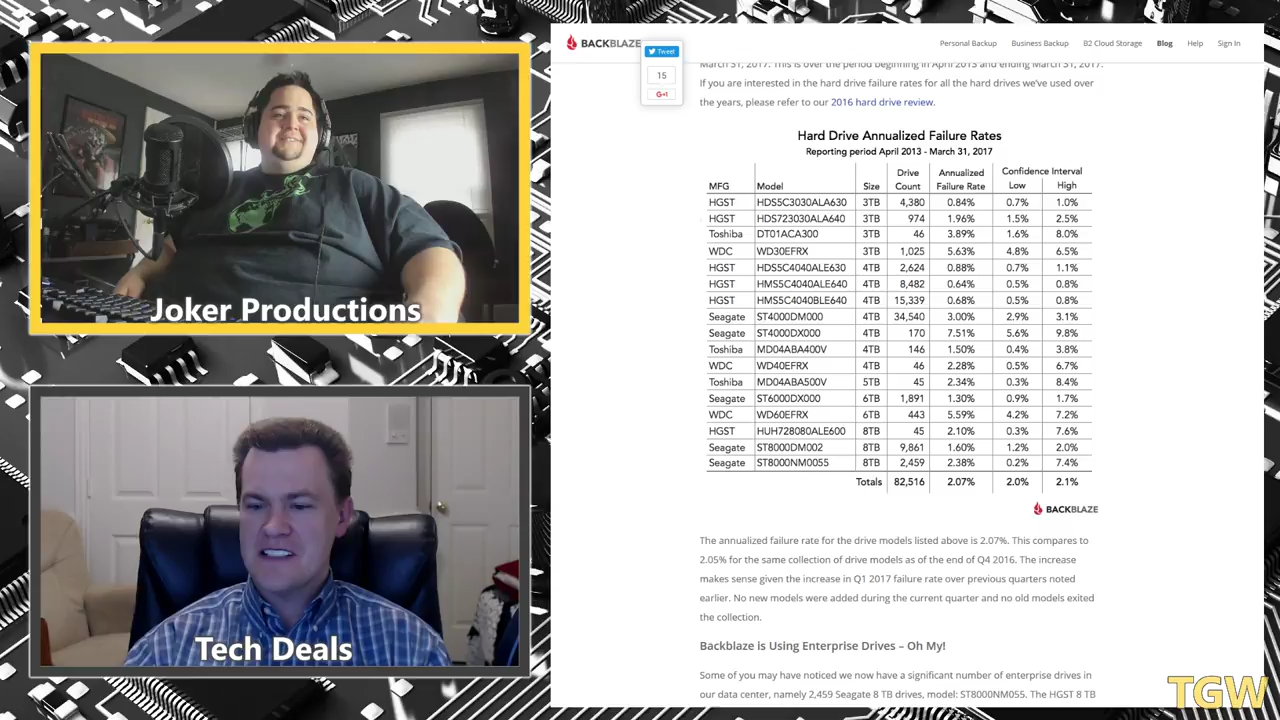 BACKBLAZE
Personal Backup Business Backup B2 Cloud Storage Blog Help Sign In
Tweet
15
G+1
March 31, 2017. This is over the period beginning in April 2013 and ending March 31, 2017.
If you are interested in the hard drive failure rates for all the hard drives we've used over
the years, please refer to our 2016 hard drive review.
Hard Drive Annualized Failure Rates
Reporting period April 2013 - March 31, 2017
MFG Model Size Drive Count Annualized Failure Rate Confidence Interval Low High
HGST HDS5C3030ALA630 3TB 4,380 0.84% 0.7% 1.0%
HGST HDS723030ALA640 3TB 974 1.96% 1.5% 2.5%
Toshiba DT01ACA300 3TB 46 3.89% 1.6% 8.0%
WDC WD30EFRX 3TB 1,025 5.63% 4.8% 6.5%
HGST HDS5C4040ALE630 4TB 2,624 0.88% 0.7% 1.1%
HGST HMS5C4040ALE640 4TB 8,482 0.64% 0.5% 0.8%
HGST HMS5C4040BLE640 4TB 15,339 0.68% 0.5% 0.8%
Seagate ST4000DM000 4TB 34,540 3.00% 2.9% 3.1%
Seagate ST4000DX000 4TB 170 7.51% 5.6% 9.8%
Toshiba MD04ABA400V 4TB 146 1.50% 0.4% 3.8%
WDC WD40EFRX 4TB 46 2.28% 0.5% 6.7%
Toshiba MD04ABA500V 5TB 45 2.34% 0.3% 8.4%
Seagate ST6000DX000 6TB 1,891 1.30% 0.9% 1.7%
WDC WD60EFRX 6TB 443 5.59% 4.2% 7.2%
HGST HUH728080ALE600 8TB 45 2.10% 0.3% 7.6%
Seagate ST8000DM002 8TB 9,861 1.60% 1.2% 2.0%
Seagate ST8000NM0055 8TB 2,459 2.38% 0.2% 7.4%
Totals 82,516 2.07% 2.0% 2.1%
BACKBLAZE
The annualized failure rate for the drive models listed above is 2.07%. This compares to
2.05% for the same collection of drive models as of the end of Q4 2016. The increase
makes sense given the increase in Q1 2017 failure rate over previous quarters noted
earlier. No new models were added during the current quarter and no old models exited
the collection.
Backblaze is Using Enterprise Drives – Oh My!
Some of you may have noticed we now have a significant number of enterprise drives in
our data center, namely 2,459 Seagate 8 TB drives, model: ST8000NM055. The HGST 8 TB
Joker Productions
Tech Deals
TGW